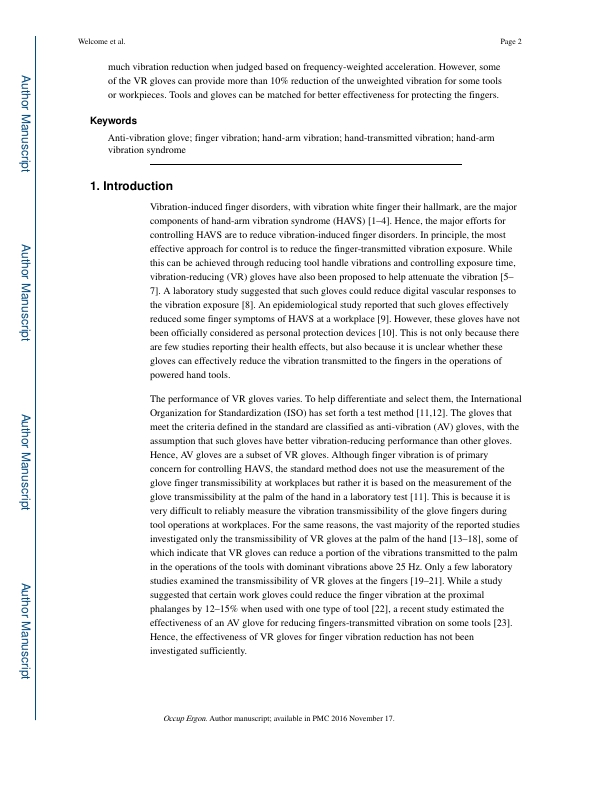 Welcome et al.
Page 2
much vibration reduction when judged based on frequency-weighted acceleration. However, some
of the VR gloves can provide more than 10% reduction of the unweighted vibration for some tools
or workpieces. Tools and gloves can be matched for better effectiveness for protecting the fingers.
Keywords
Anti-vibration glove; finger vibration; hand-arm vibration; hand-transmitted vibration; hand-arm
vibration syndrome
1. Introduction
Vibration-induced finger disorders, with vibration white finger their hallmark, are the major
components of hand-arm vibration syndrome (HAVS) [1–4]. Hence, the major efforts for
controlling HAVS are to reduce vibration-induced finger disorders. In principle, the most
effective approach for control is to reduce the finger-transmitted vibration exposure. While
this can be achieved through reducing tool handle vibrations and controlling exposure time,
vibration-reducing (VR) gloves have also been proposed to help attenuate the vibration [5–
7]. A laboratory study suggested that such gloves could reduce digital vascular responses to
the vibration exposure [8]. An epidemiological study reported that such gloves effectively
reduced some finger symptoms of HAVS at a workplace [9]. However, these gloves have not
been officially considered as personal protection devices [10]. This is not only because there
are few studies reporting their health effects, but also because it is unclear whether these
gloves can effectively reduce the vibration transmitted to the fingers in the operations of
powered hand tools.
The performance of VR gloves varies. To help differentiate and select them, the International
Organization for Standardization (ISO) has set forth a test method [11,12]. The gloves that
meet the criteria defined in the standard are classified as anti-vibration (AV) gloves, with the
assumption that such gloves have better vibration-reducing performance than other gloves.
Hence, AV gloves are a subset of VR gloves. Although finger vibration is of primary
concern for controlling HAVS, the standard method does not use the measurement of the
glove finger transmissibility at workplaces but rather it is based on the measurement of the
glove transmissibility at the palm of the hand in a laboratory test [11]. This is because it is
very difficult to reliably measure the vibration transmissibility of the glove fingers during
tool operations at workplaces. For the same reasons, the vast majority of the reported studies
investigated only the transmissibility of VR gloves at the palm of the hand [13–18], some of
which indicate that VR gloves can reduce a portion of the vibrations transmitted to the palm
in the operations of the tools with dominant vibrations above 25 Hz. Only a few laboratory
studies examined the transmissibility of VR gloves at the fingers [19–21]. While a study
suggested that certain work gloves could reduce the finger vibration at the proximal
phalanges by 12–15% when used with one type of tool [22], a recent study estimated the
effectiveness of an AV glove for reducing fingers-transmitted vibration on some tools [23].
Hence, the effectiveness of VR gloves for finger vibration reduction has not been
investigated sufficiently.
Occup Ergon. Author manuscript; available in PMC 2016 November 17.
Author Manuscript
Author Manuscript
Author Manuscript
Author Manuscript